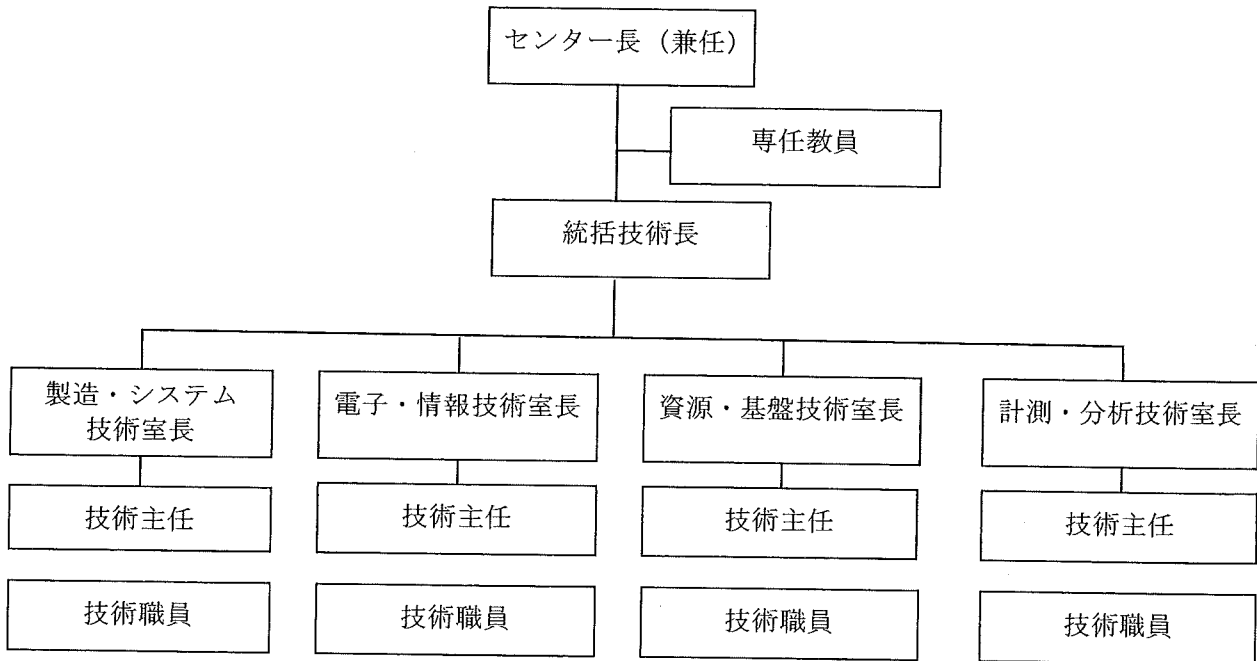 センター長（兼任）
専任教員
統括技術長
製造・システム
技術室長
電子・情報技術室長
資源・基盤技術室長
計測・分析技術室長
技術主任
技術主任
技術主任
技術主任
技術職員
技術職員
技術職員
技術職員